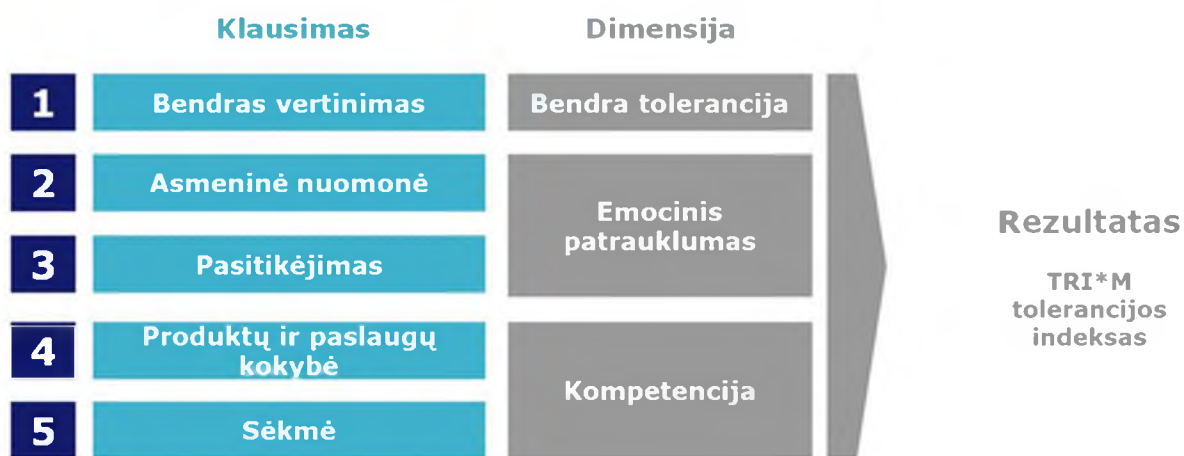 Klausimas
Dimensija
1
Bendras vertinimas
Bendra tolerancija
2
Asmeninė nuomonė
Emocinis
patrauklumas
3
Pasitikėjimas
4
Produktų ir paslaugų
kokybė
Kompetencija
5
Sėkmė
Rezultatas
TRI*M
tolerancijos
indeksas